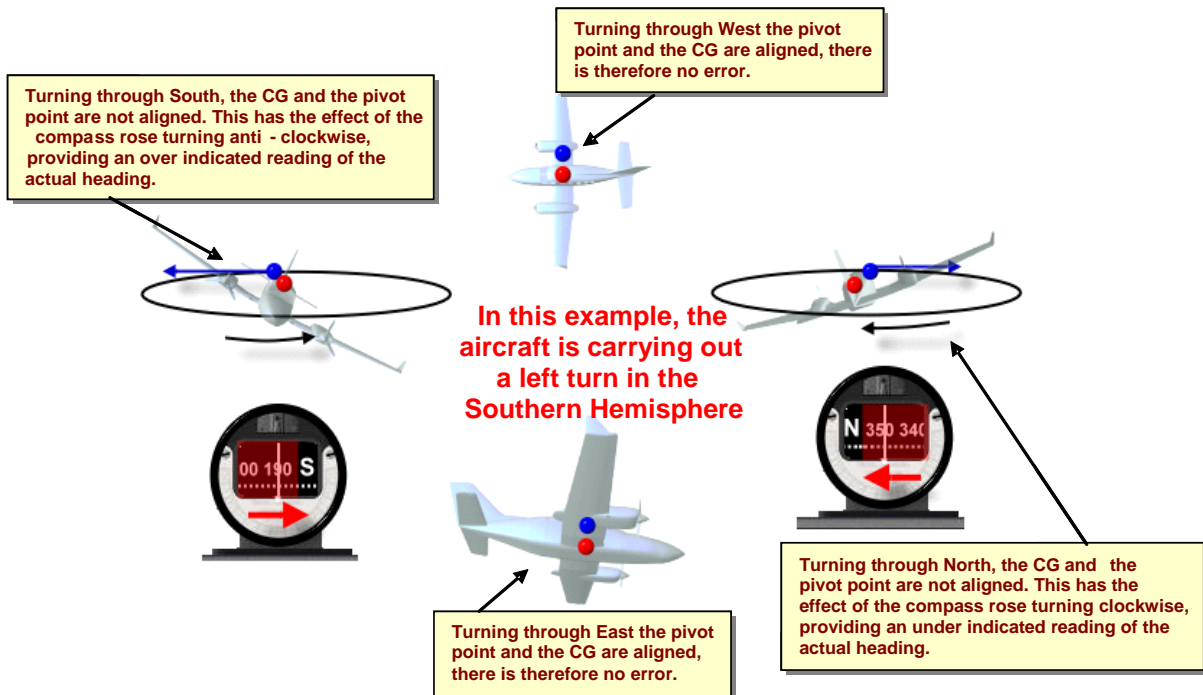 Turning through West the pivot
point and the CG are aligned, there
is therefore no error.
Turning through South, the CG and the pivot
point are not aligned. This has the effect of the
compass rose turning anti - clockwise,
providing an over indicated reading of the
actual heading.
In this example, the
aircraft is carrying out
a left turn in the
Southern Hemisphere
00 190 S
N 350 340
Turning through East the pivot
point and the CG are aligned,
there is therefore no error.
Turning through North, the CG and the
pivot point are not aligned. This has the
effect of the compass rose turning clockwise,
providing an under indicated reading of the
actual heading.